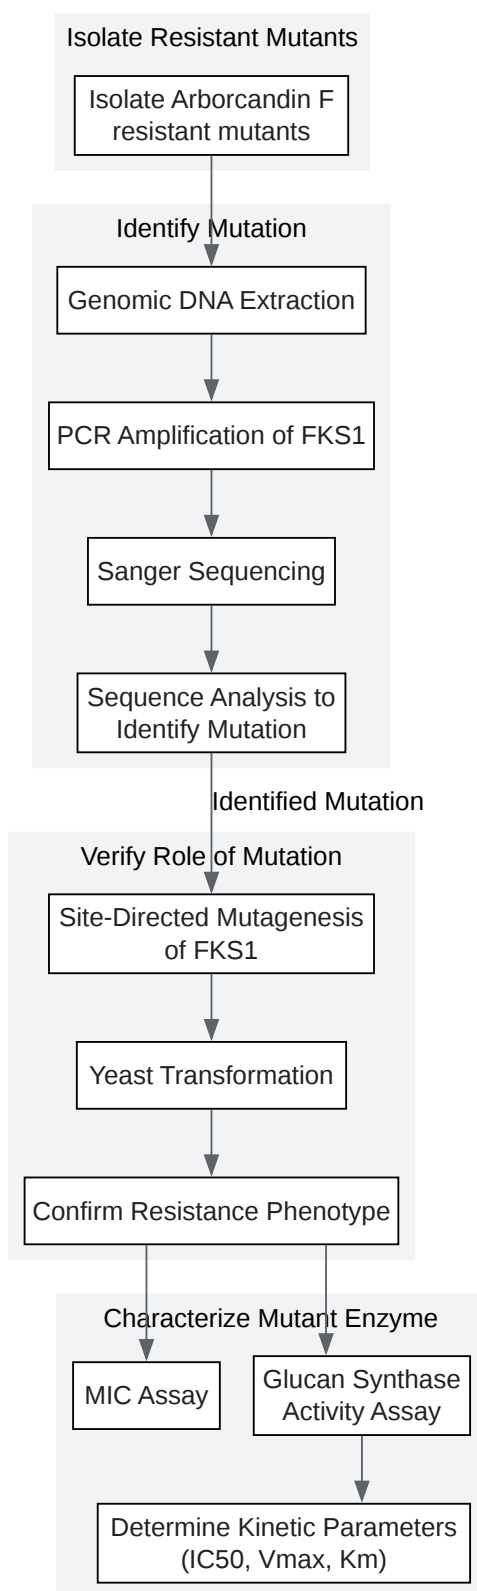 Isolate Resistant Mutants
Isolate Arborcandin F
resistant mutants
Identify Mutation
Genomic DNA Extraction
PCR Amplification of FKS1
Sanger Sequencing
Sequence Analysis to
Identify Mutation
Identified Mutation
Verify Role of Mutation
Site-Directed Mutagenesis
of FKS1
Yeast Transformation
Confirm Resistance Phenotype
Characterize Mutant Enzyme
MIC Assay
Glucan Synthase
Activity Assay
Determine Kinetic Parameters
(IC50, Vmax, Km)